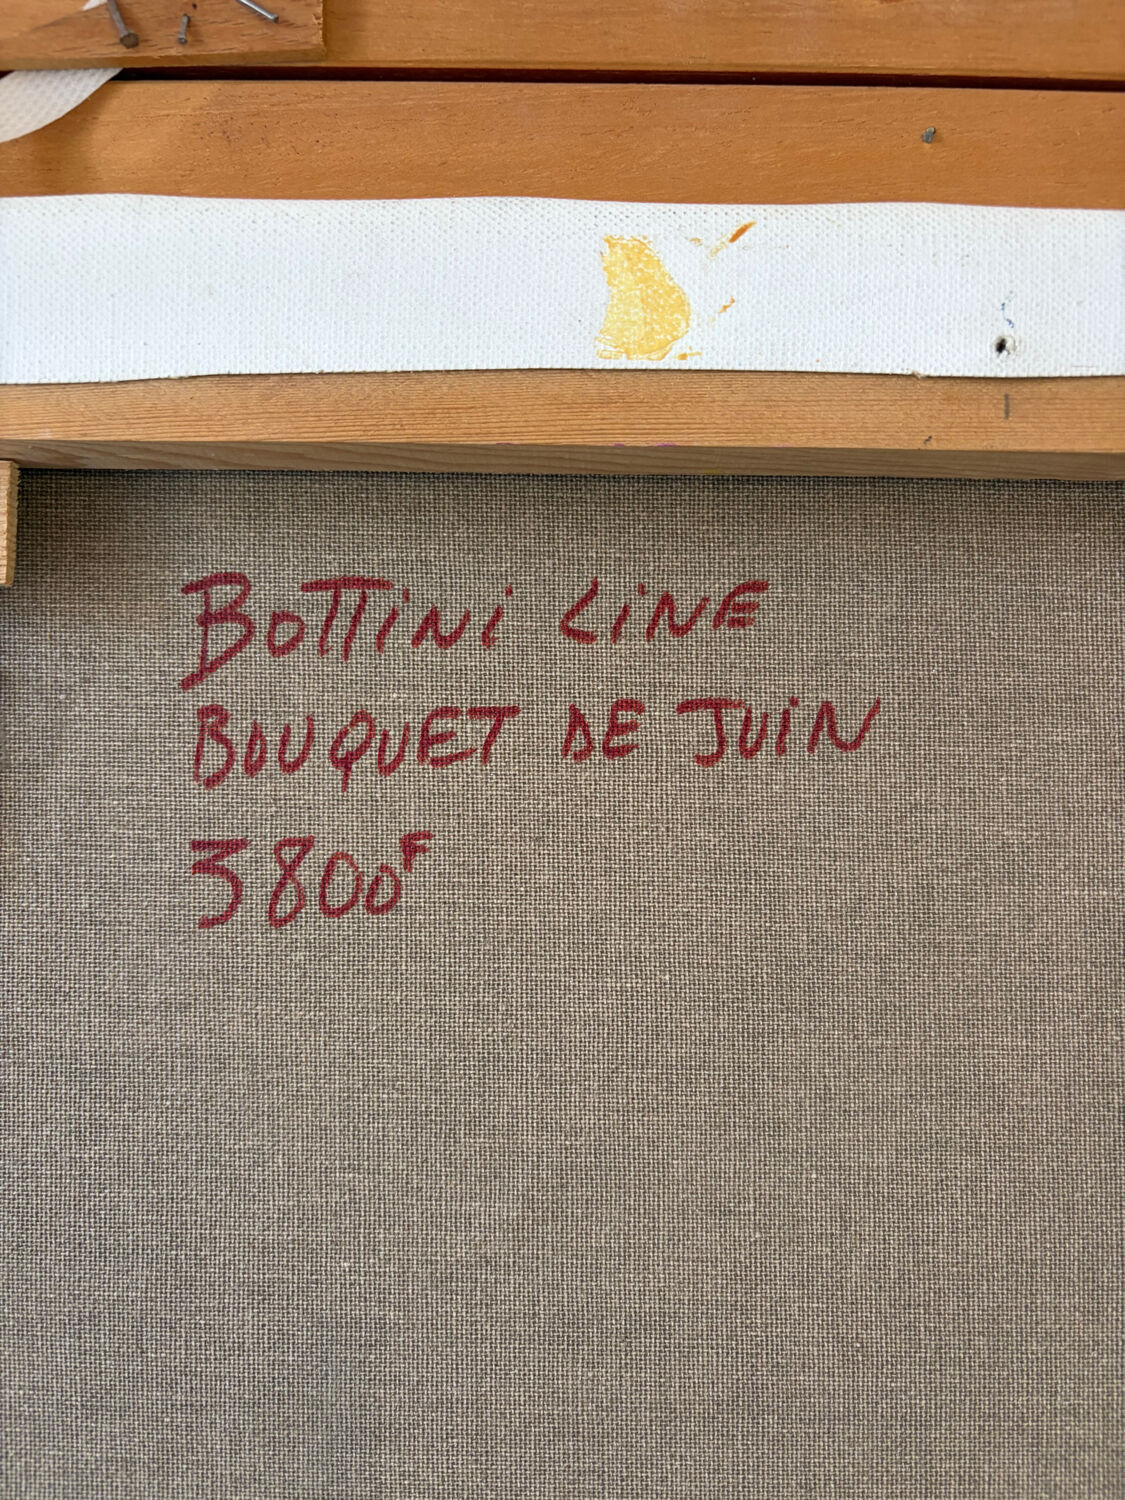 BOTTiNi LiNE
BOUQUET DE JUiN
3800F